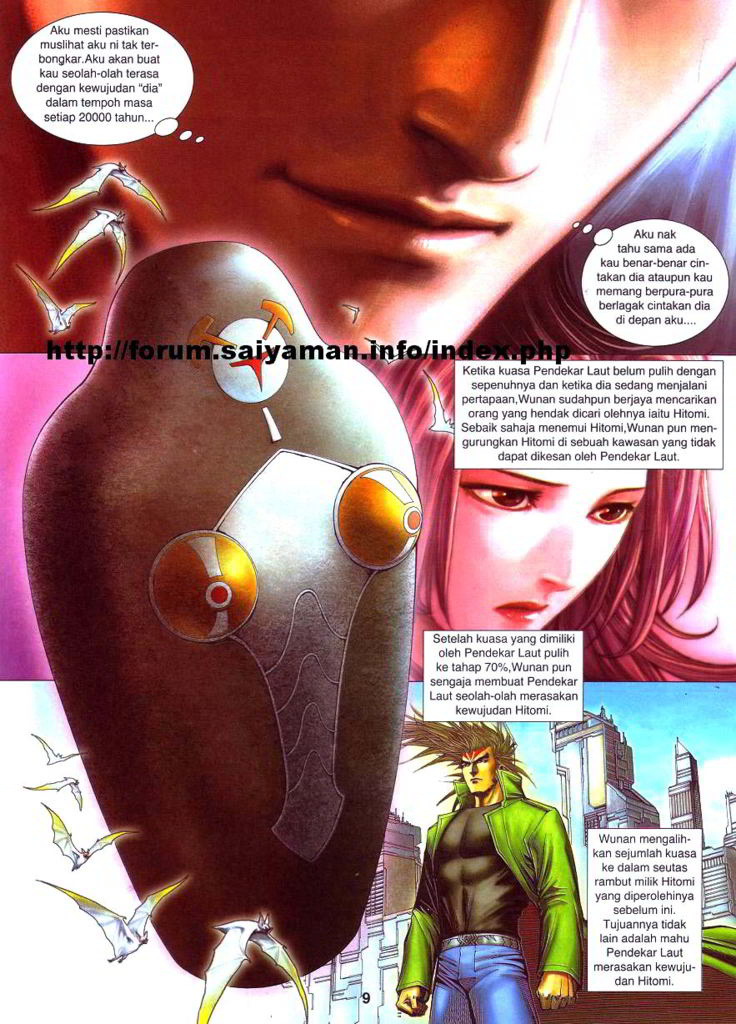 Aku mesti pastikan
muslihat aku ni tak ter-
bongkar.Aku akan buat
kau seolah-olah terasa
dengan kewujudan "dia"
dalam tempoh masa
setiap 20000 tahun...
Aku nak
tahu sama ada
kau benar-benar cin-
takan dia ataupun kau
memang berpura-pura
berlagak cintakan dia
di depan aku....
http://forum.saiyaman.info/index.php
Ketika kuasa Pendekar Laut belum pulih dengan
sepenuhnya dan ketika dia sedang menjalani
pertapaan,Wunan sudahpun berjaya mencarikan
orang yang hendak dicari olehnya iaitu Hitomi.
Sebaik sahaja menemui Hitomi,Wunan pun men-
gurungkan Hitomi di sebuah kawasan yang tidak
dapat dikesan oleh Pendekar Laut.
Setelah kuasa yang dimiliki
oleh Pendekar Laut pulih
ke tahap 70%,Wunan pun
sengaja membuat Pendekar
Laut seolah-olah merasakan
kewujudan Hitomi.
Wunan mengalih-
kan sejumlah kuasa
ke dalam seutas
rambut milik Hitomi
yang diperolehinya
sebelum ini.
Tujuannya tidak
lain adalah mahu
Pendekar Laut
merasakan kewuju-
dan Hitomi.
9